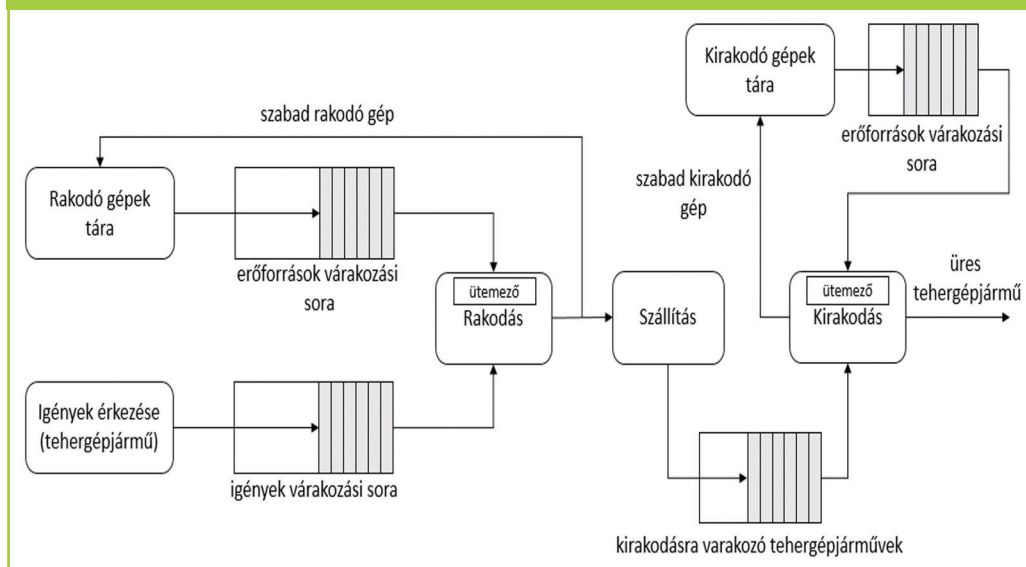 szabad rakodó gép
Rakodó gépek
tára
erőforrások várakozási
sora
Igények érkezése
(tehergépjármű)
igények várakozási sora
ütemező
Rakodás
Szállítás
kirakodásra varakozó tehergépjárművek
Kirakodó gépek
tára
erőforrások várakozási
sora
szabad kirakodó
gép
ütemező
Kirakodás
üres
tehergépjármű